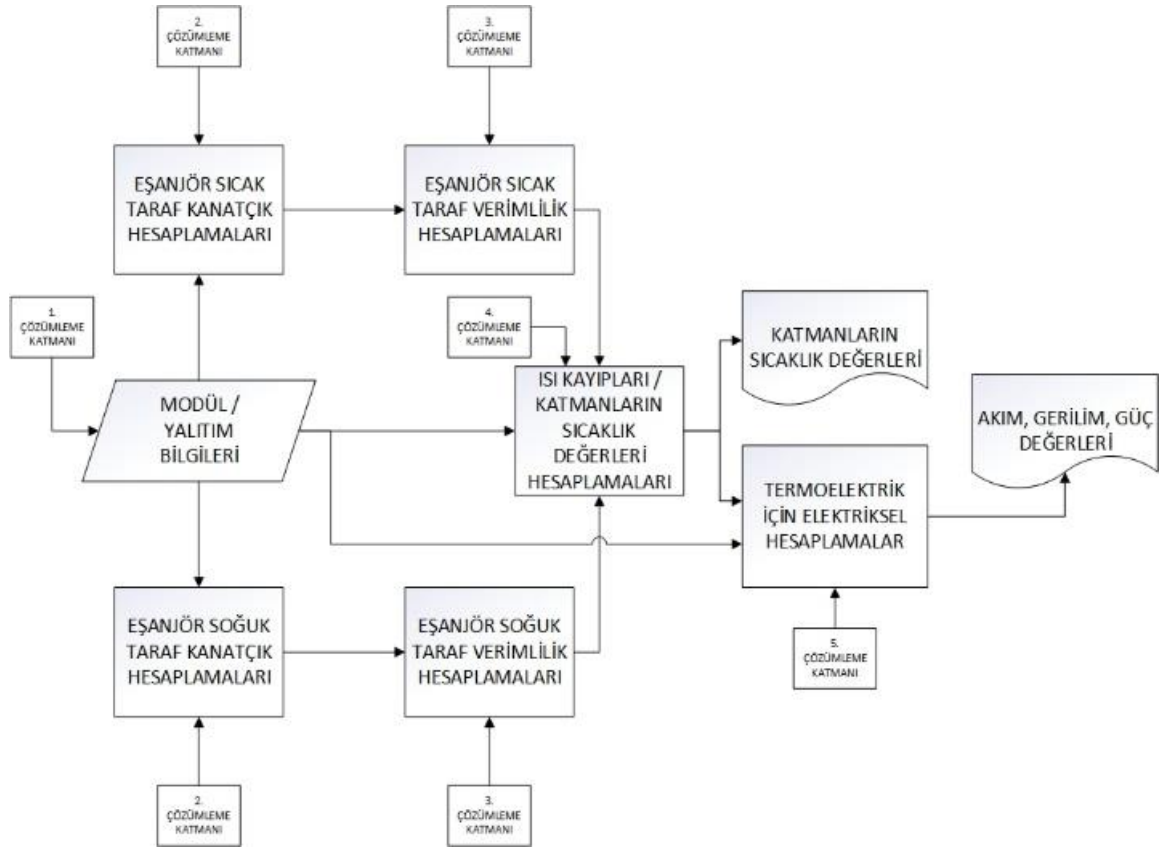 2.
ÇÖZÜMLEME
KATMANI
3.
ÇÖZÜMLEME
KATMANI
EŞANJÖR SICAK
TARAF KANATÇIK
HESAPLAMALARI
EŞANJÖR SICAK
TARAF VERİMLİLİK
HESAPLAMALARI
1.
ÇÖZÜMLEME
KATMANI
4.
ÇÖZÜMLEME
KATMANI
KATMANLARIN
SICAKLIK DEĞERLERİ
MODÜL /
YALITIM
BİLGİLERİ
ISI KAYIPLARI /
KATMANLARIN
SICAKLIK
DEĞERLERİ
HESAPLAMALARI
AKIM, GERİLİM, GÜÇ
DEĞERLERİ
TERMOELEKTRİK
İÇİN ELEKTRİKSEL
HESAPLAMALAR
EŞANJÖR SOĞUK
TARAF KANATÇIK
HESAPLAMALARI
EŞANJÖR SOĞUK
TARAF VERİMLİLİK
HESAPLAMALARI
5.
ÇÖZÜMLEME
KATMANI
2.
ÇÖZÜMLEME
KATMANI
3.
ÇÖZÜMLEME
KATMANI